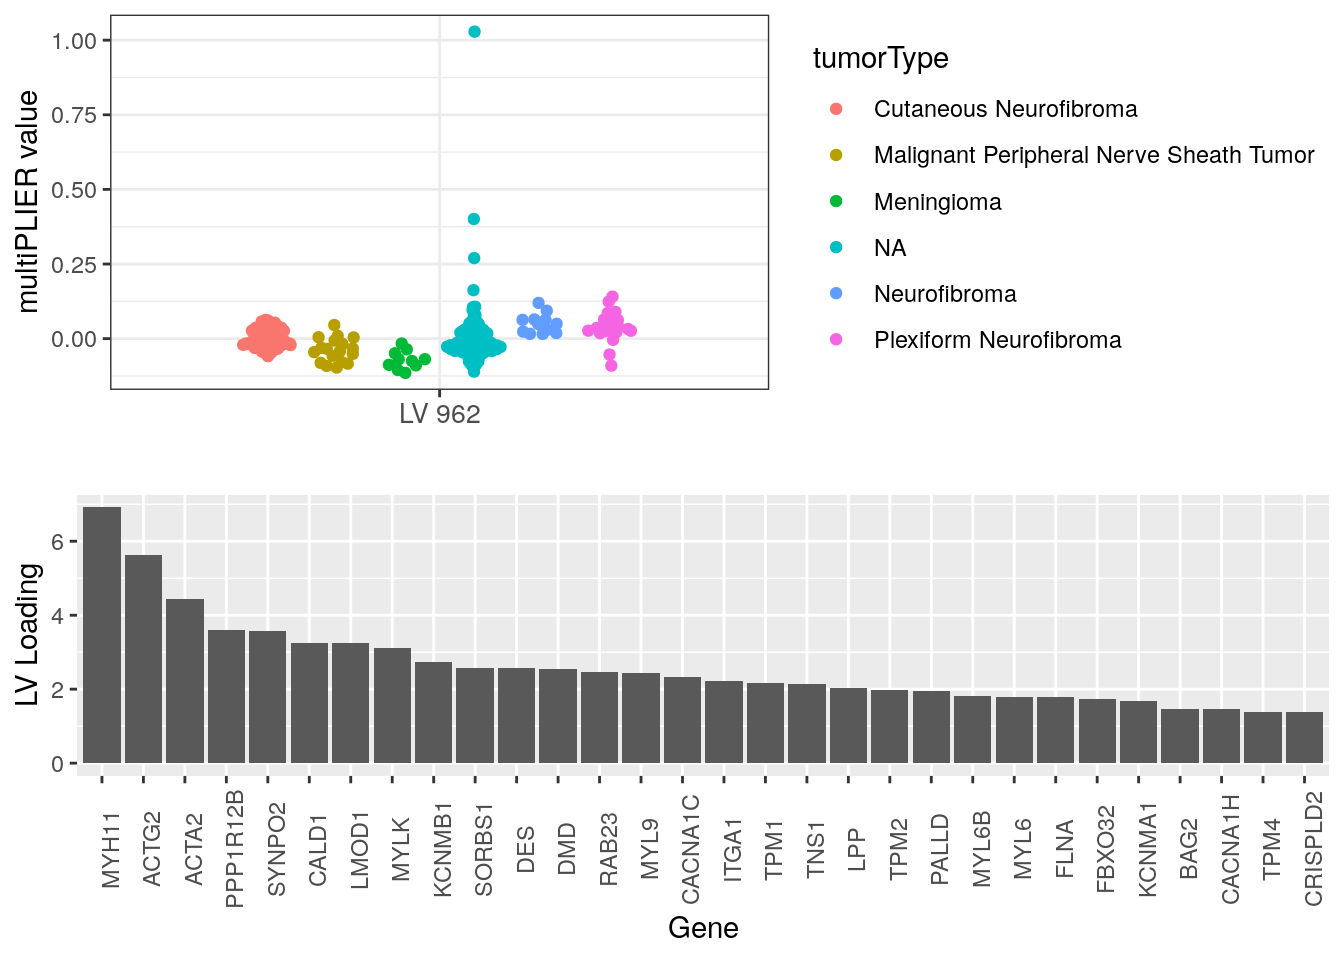 multiPLIER value
1.00
0.75
0.50
0.25
0.00
LV 962
tumorType
Cutaneous Neurofibroma
Malignant Peripheral Nerve Sheath Tumor
Meningioma
NA
Neurofibroma
Plexiform Neurofibroma
LV Loading
6
4
2
0
MYH11
ACTG2
ACTA2
PPP1R12B
SYNPO2
CALD1
LMOD1
MYLK
KCNMB1
SORBS1
DES
DMD
RAB23
MYL9
CACNA1C
ITGA1
TPM1
TNS1
LPP
TPM2
PALLD
MYL6B
MYL6
FLNA
FBXO32
KCNMA1
BAG2
CACNA1H
TPM4
CRISPLD2
Gene